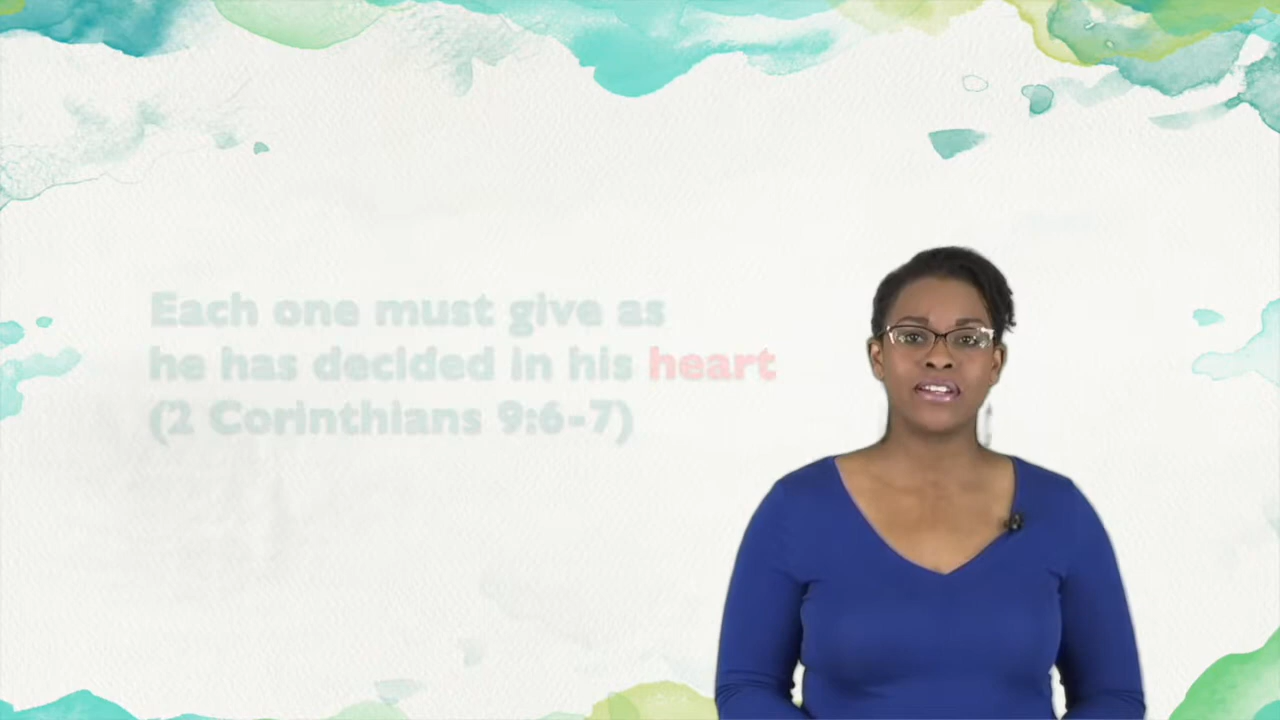 Each one must give as
he has decided in his heart
(2 Corinthians 9:6-7)